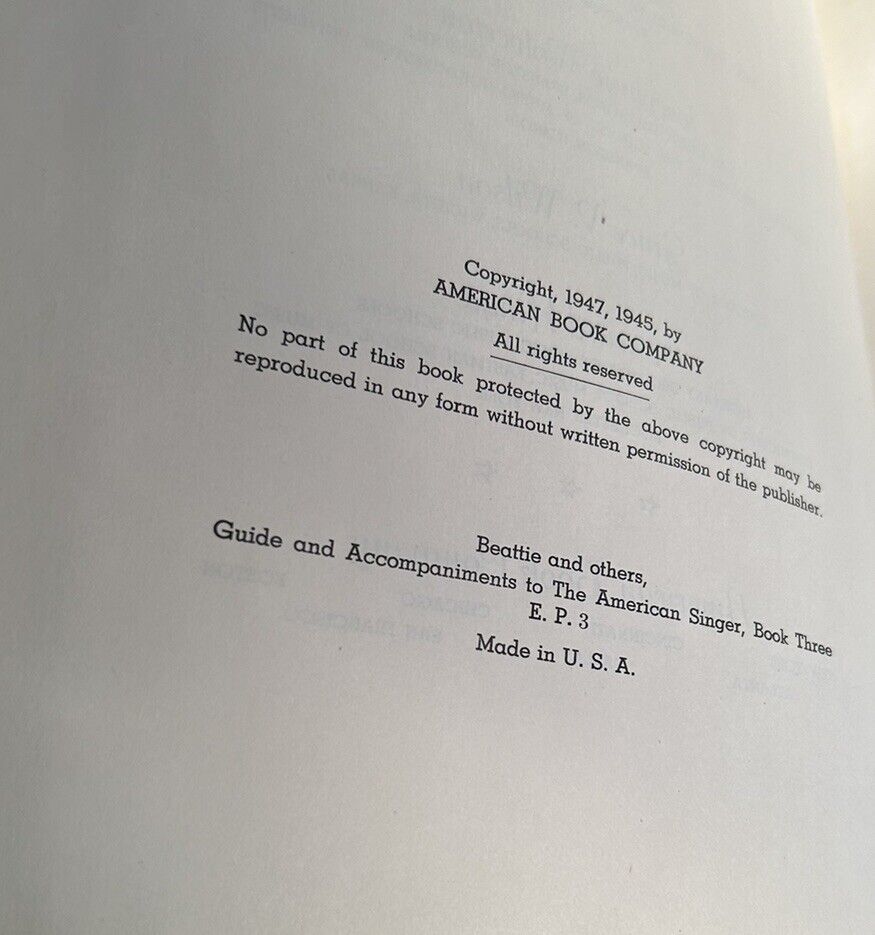 Copyright, 1947, 1945, by
AMERICAN BOOK COMPANY
All rights reserved
No part of this book protected by the above copyright may be
reproduced in any form without written permission of the publisher.
Beattie and others,
Guide and Accompaniments to The American Singer, Book Three
E. P. 3
Made in U. S. A.